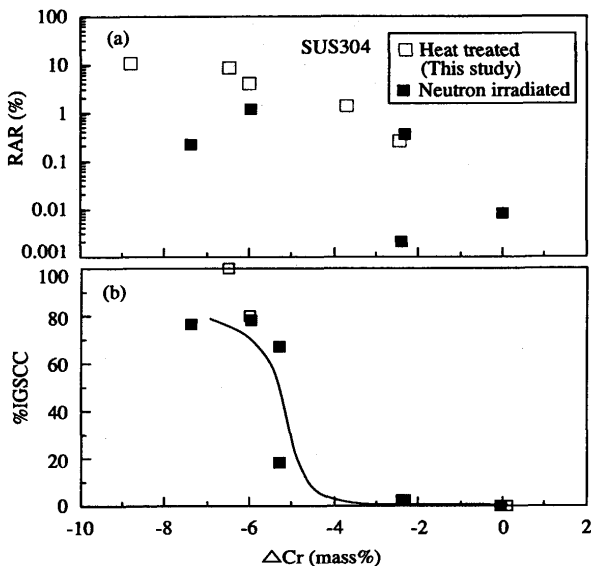 (a)
SUS304
Heat treated
(This study)
Neutron irradiated
RAR (%)
100
10
1
0.1
0.01
0.001
(b)
%IGSCC
100
80
60
40
20
0
-10
-8
-6
-4
-2
0
2
ΔCr (mass%)